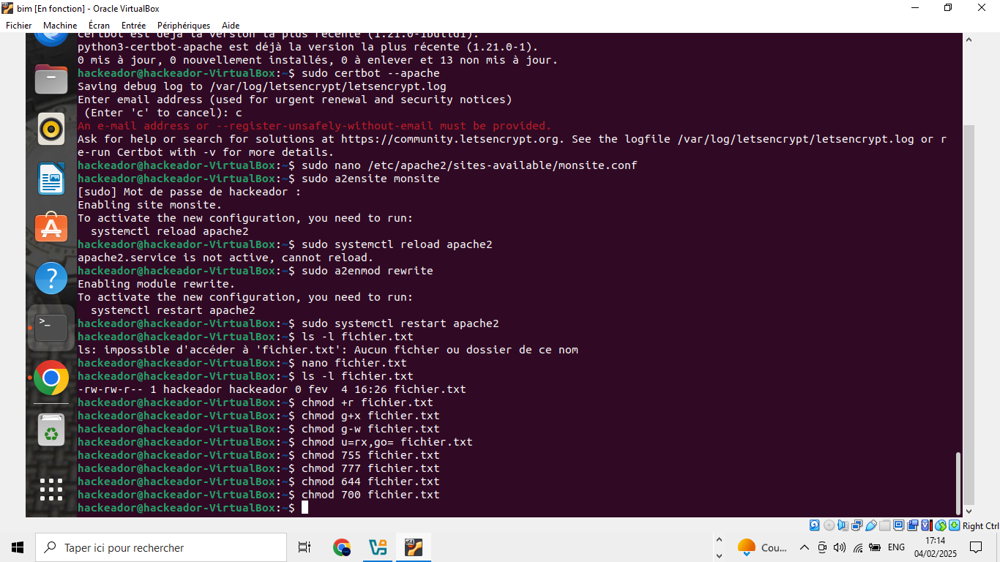 bim [En fonction] - Oracle VirtualBox
Fichier Machine Écran Entrée Périphériques Aide
Certbot est déjà la version la plus récente (1.21.0-1build1).
python3-certbot-apache est déjà la version la plus récente (1.21.0-1).
0 mis à jour, 0 nouvellement installés, 0 à enlever et 13 non mis à jour.
hackeador@hackeador-VirtualBox:~$ sudo certbot --apache
Saving debug log to /var/log/letsencrypt/letsencrypt.log
Enter email address (used for urgent renewal and security notices)
 (Enter 'c' to cancel): c
An e-mail address or --register-unsafely-without-email must be provided.
Ask for help or search for solutions at https://community.letsencrypt.org. See the logfile /var/log/letsencrypt/letsencrypt.log or r
e-run Certbot with -v for more details.
hackeador@hackeador-VirtualBox:~$ sudo nano /etc/apache2/sites-available/monsite.conf
hackeador@hackeador-VirtualBox:~$ sudo a2ensite monsite
[sudo] Mot de passe de hackeador :
Enabling site monsite.
To activate the new configuration, you need to run:
  systemctl reload apache2
hackeador@hackeador-VirtualBox:~$ sudo systemctl reload apache2
apache2.service is not active, cannot reload.
hackeador@hackeador-VirtualBox:~$ sudo a2enmod rewrite
Enabling module rewrite.
To activate the new configuration, you need to run:
  systemctl restart apache2
hackeador@hackeador-VirtualBox:~$ sudo systemctl restart apache2
hackeador@hackeador-VirtualBox:~$ ls -l fichier.txt
ls: impossible d'accéder à 'fichier.txt': Aucun fichier ou dossier de ce nom
hackeador@hackeador-VirtualBox:~$ nano fichier.txt
hackeador@hackeador-VirtualBox:~$ ls -l fichier.txt
-rw-rw-r-- 1 hackeador hackeador 0 fev  4 16:26 fichier.txt
hackeador@hackeador-VirtualBox:~$ chmod +r fichier.txt
hackeador@hackeador-VirtualBox:~$ chmod g+x fichier.txt
hackeador@hackeador-VirtualBox:~$ chmod g-w fichier.txt
hackeador@hackeador-VirtualBox:~$ chmod u=rx,go= fichier.txt
hackeador@hackeador-VirtualBox:~$ chmod 755 fichier.txt
hackeador@hackeador-VirtualBox:~$ chmod 777 fichier.txt
hackeador@hackeador-VirtualBox:~$ chmod 644 fichier.txt
hackeador@hackeador-VirtualBox:~$ chmod 700 fichier.txt
hackeador@hackeador-VirtualBox:~$
Right Ctrl
Taper ici pour rechercher
Cou...
ENG
17:14
04/02/2025